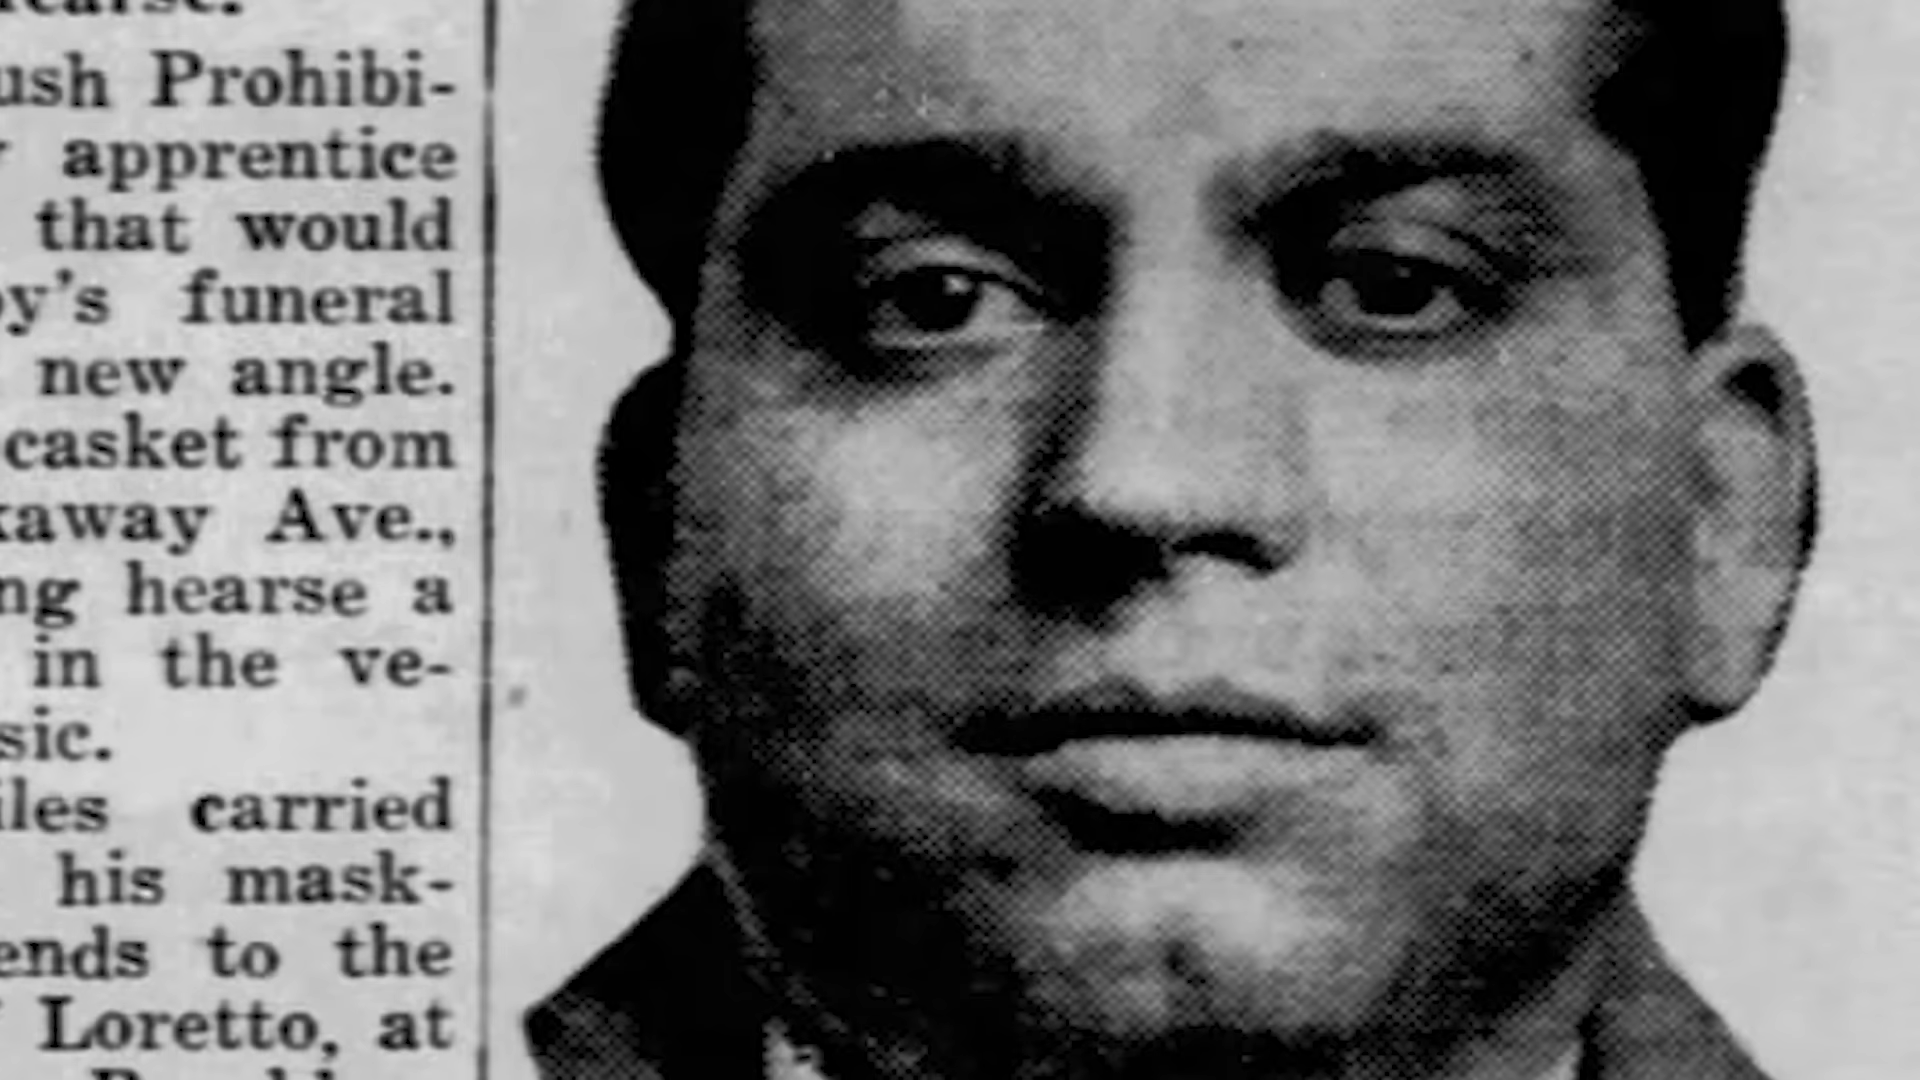 ush Prohibi-
apprentice
that would
y's funeral
new angle.
casket from
kaway Ave.,
ng hearse a
in the ve-
sic.
iles carried
his mask-
ends to the
Loretto, at